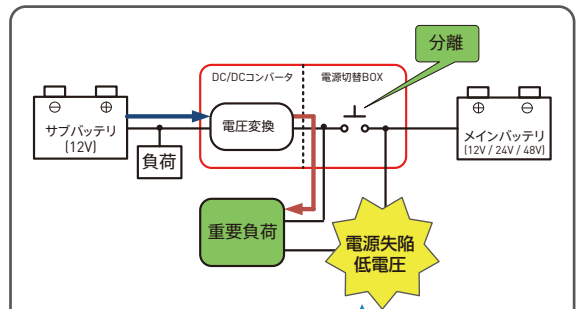 分離
DC/DCコンバータ
電源切替BOX
⊖ ⊕
サブバッテリ
(12V)
電圧変換
⊕ ⊖
メインバッテリ
(12V / 24V / 48V)
負荷
重要負荷
電源失陥
低電圧